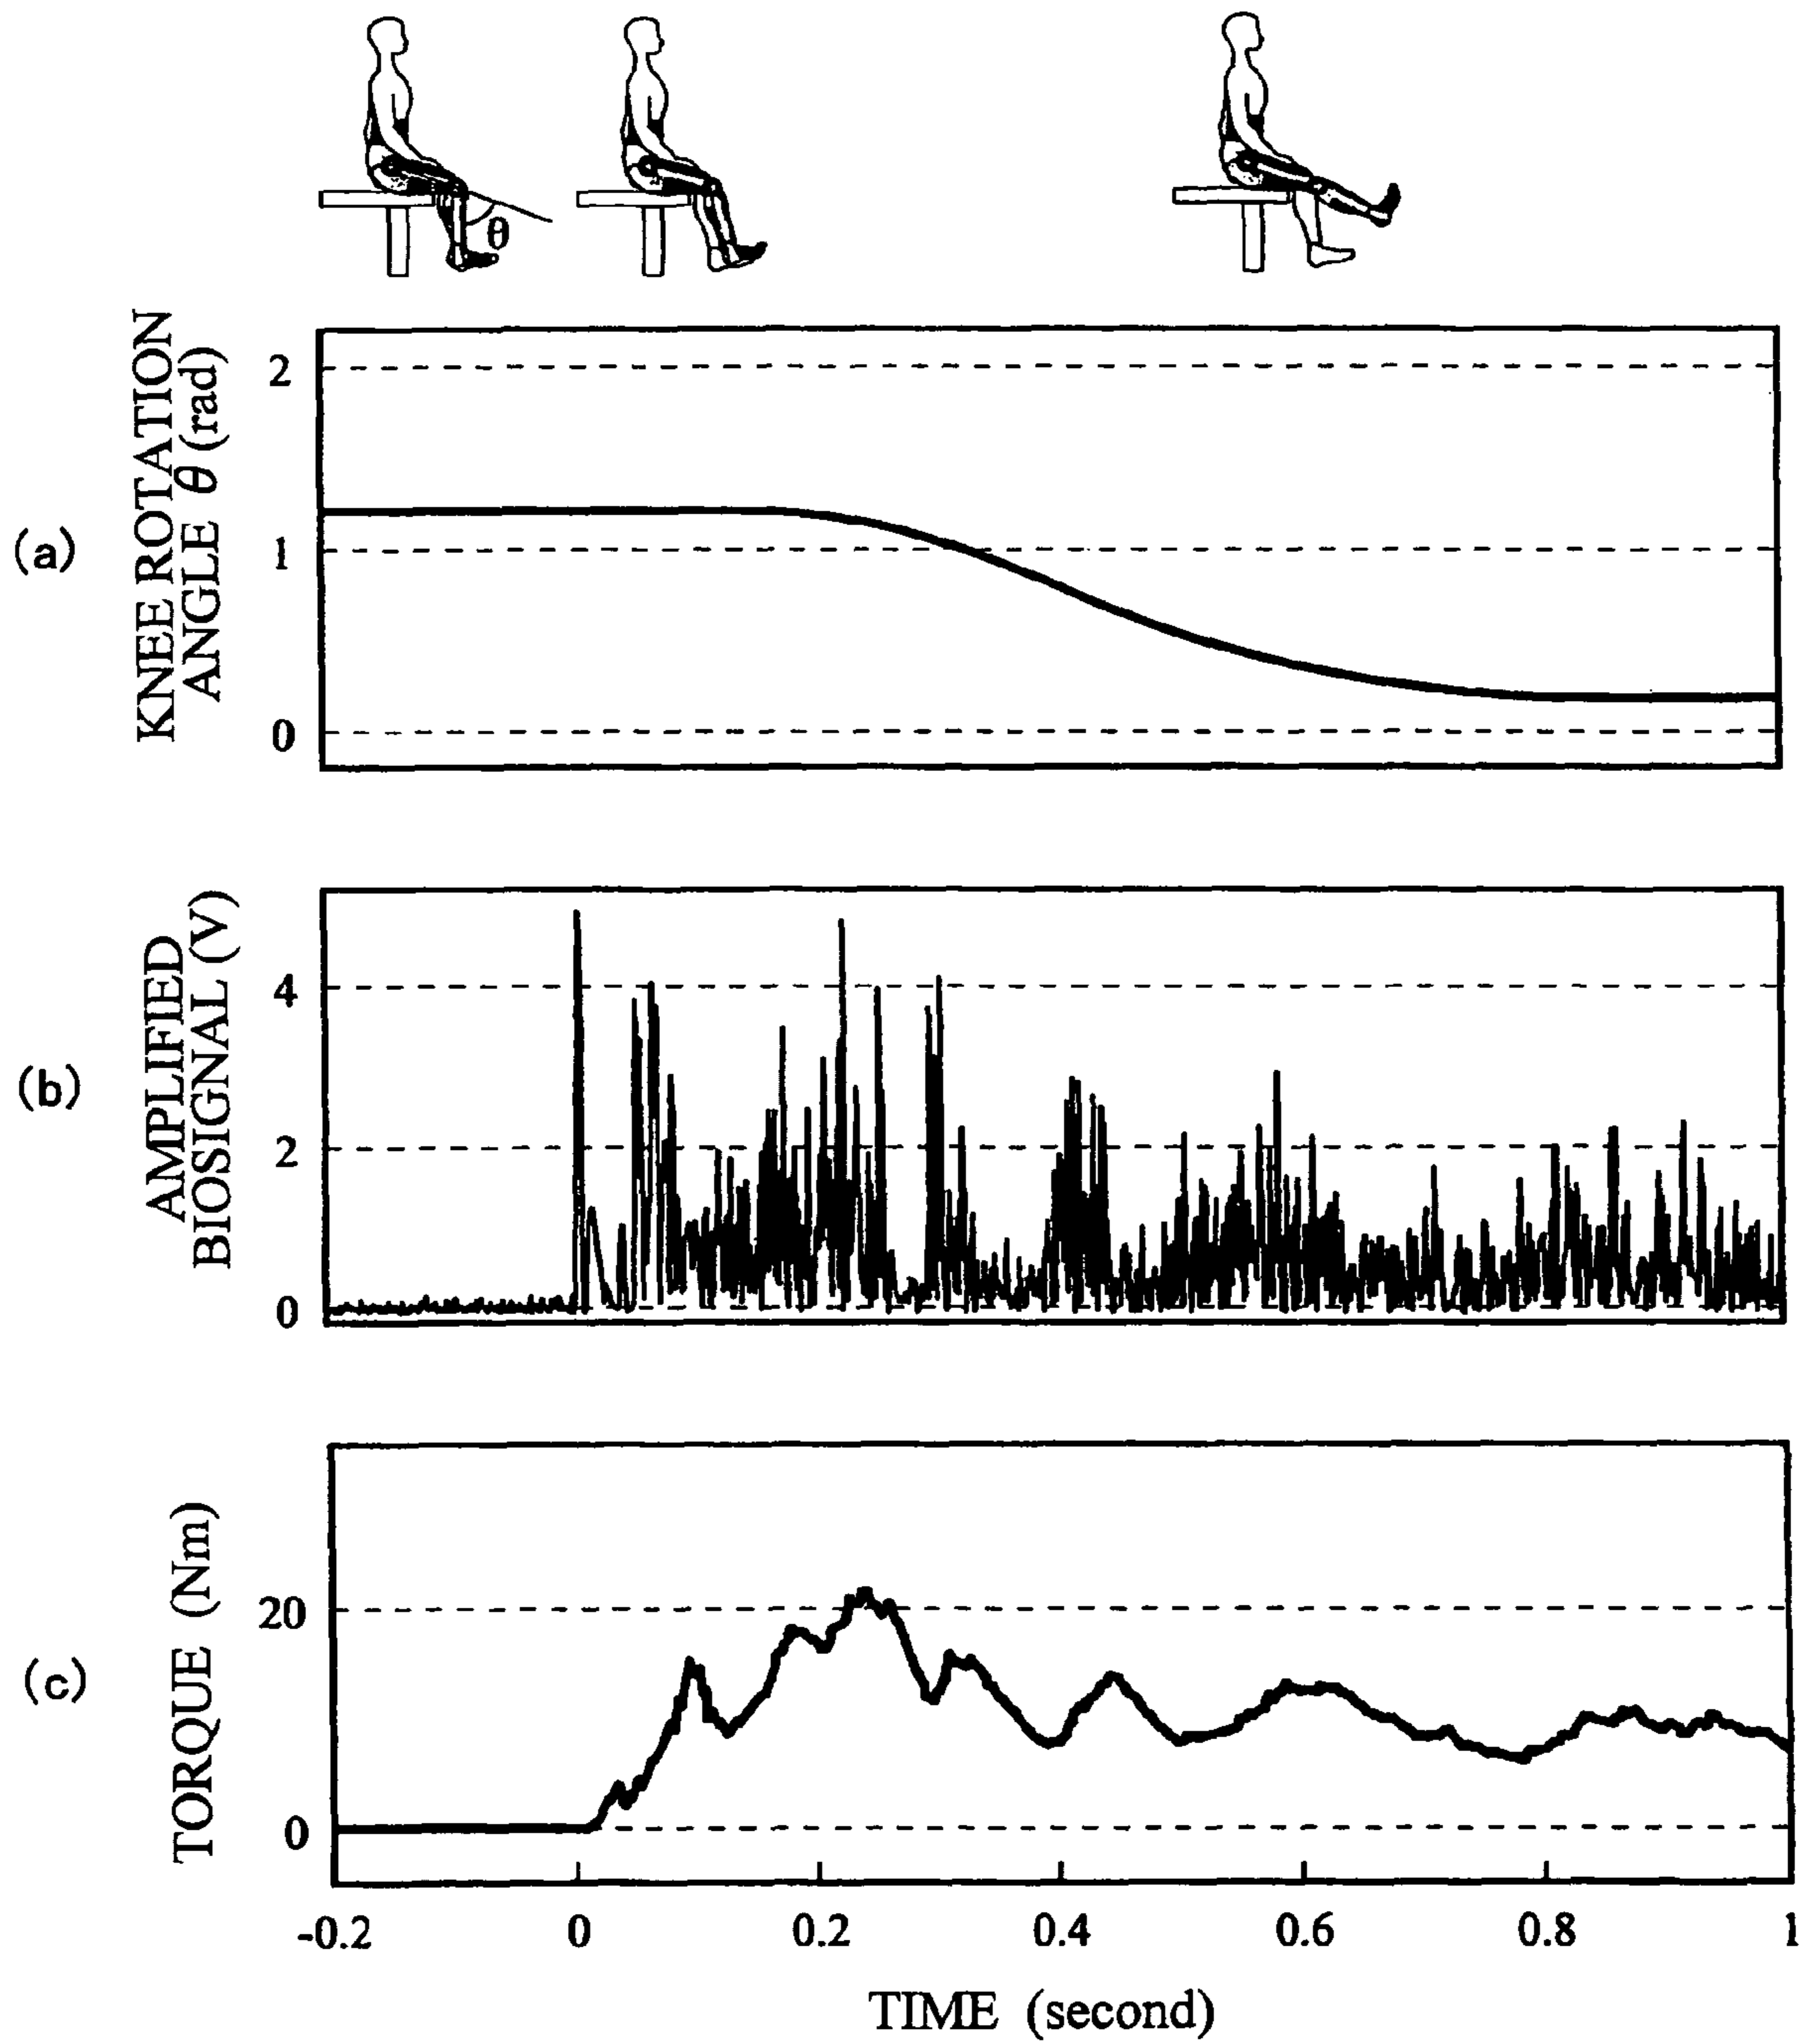 θ
(a)
KNEE ROTATION
ANGLE θ (rad)
2
1
0
(b)
AMPLIFIED
BIOSIGNAL (V)
4
2
0
(c)
TORQUE (Nm)
20
0
-0.2 0 0.2 0.4 0.6 0.8 1
TIME (second)